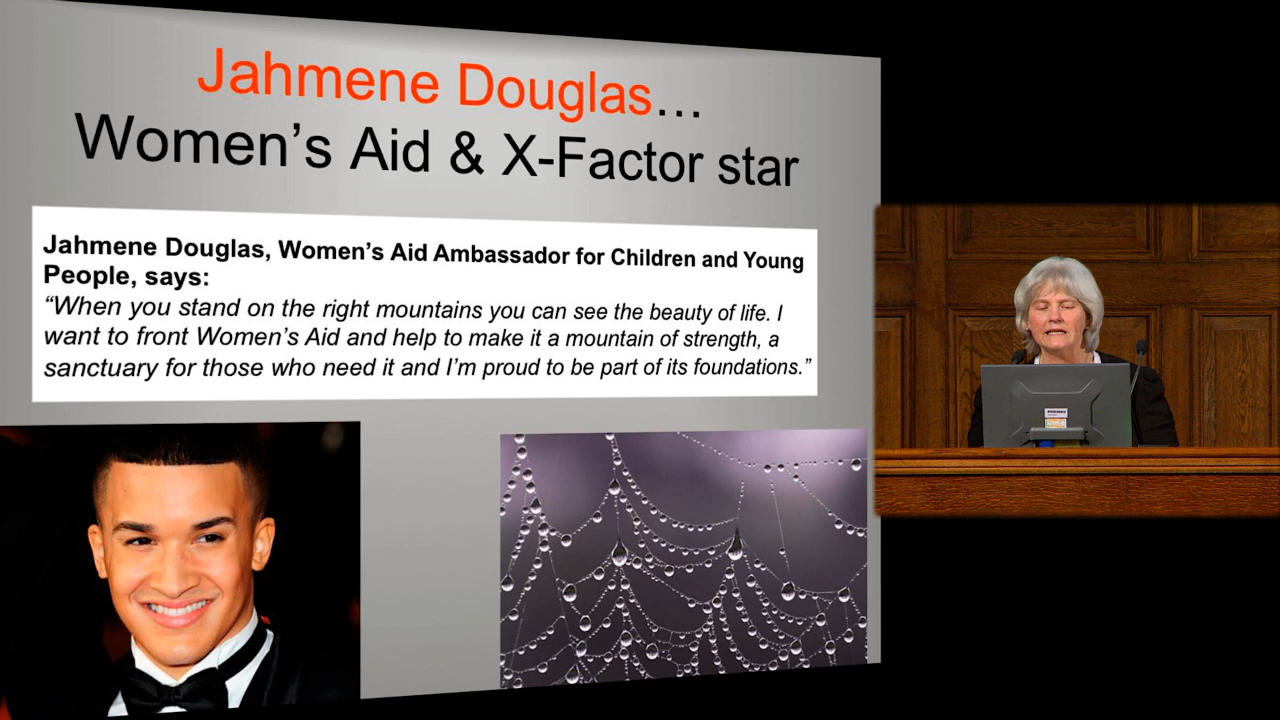 Jahmene Douglas…
Women’s Aid & X-Factor star
Jahmene Douglas, Women’s Aid Ambassador for Children and Young
People, says:
“When you stand on the right mountains you can see the beauty of life. I
want to front Women’s Aid and help to make it a mountain of strength, a
sanctuary for those who need it and I’m proud to be part of its foundations.”